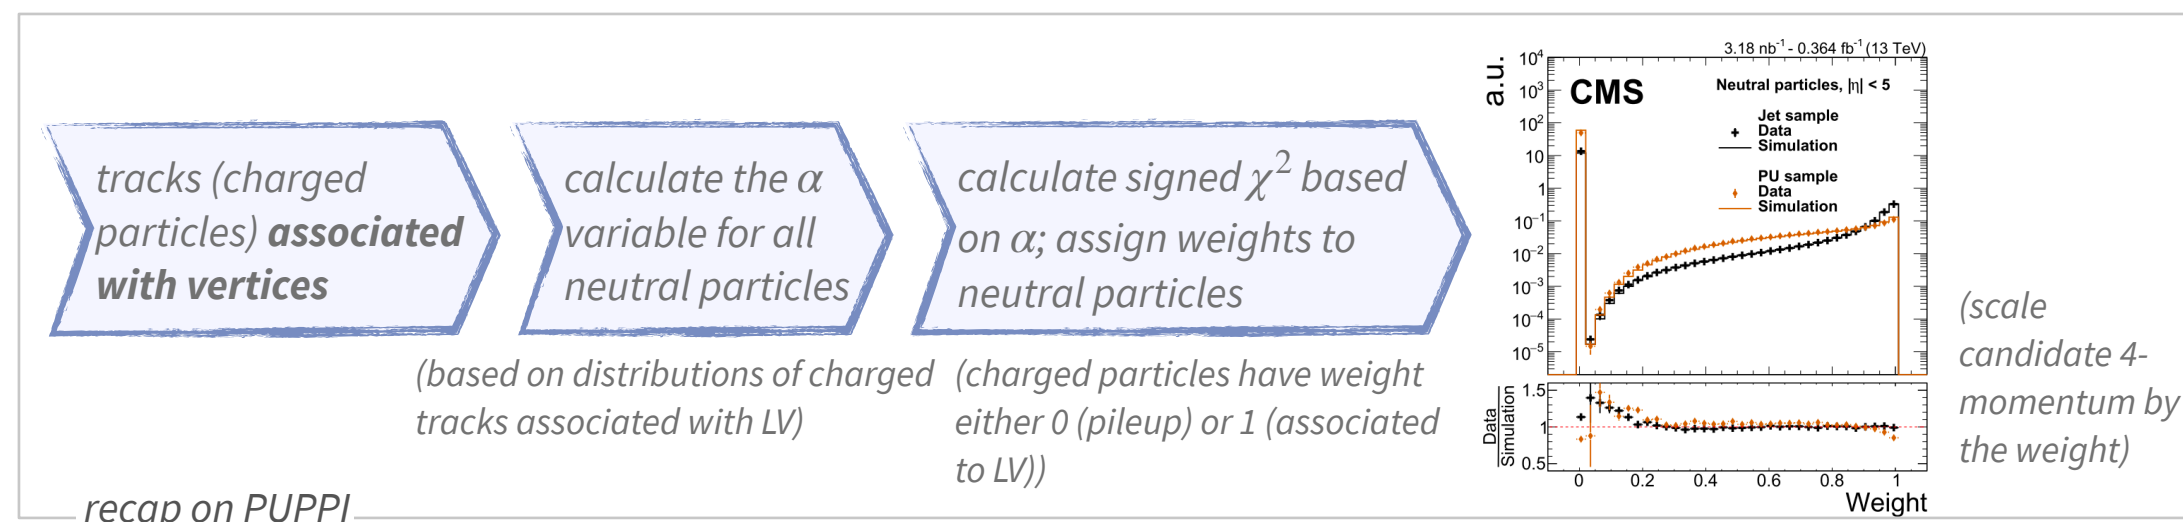 tracks (charged
particles) associated
with vertices
calculate the α
variable for all
neutral particles
(based on distributions of charged
tracks associated with LV)
calculate signed χ² based
on α; assign weights to
neutral particles
(charged particles have weight
either 0 (pileup) or 1 (associated
to LV))
3.18 nb⁻¹ - 0.364 fb⁻¹ (13 TeV)
a.u.
10⁴
10³
10²
10
1
10⁻¹
10⁻²
10⁻³
10⁻⁴
10⁻⁵
CMS
Neutral particles, |η| < 5
Jet sample
Data
Simulation
PU sample
Data
Simulation
Data
Simulation
1.5
1
0.5
0 0.2 0.4 0.6 0.8 1
Weight
(scale
candidate 4-
momentum by
the weight)
recap on PUPPI